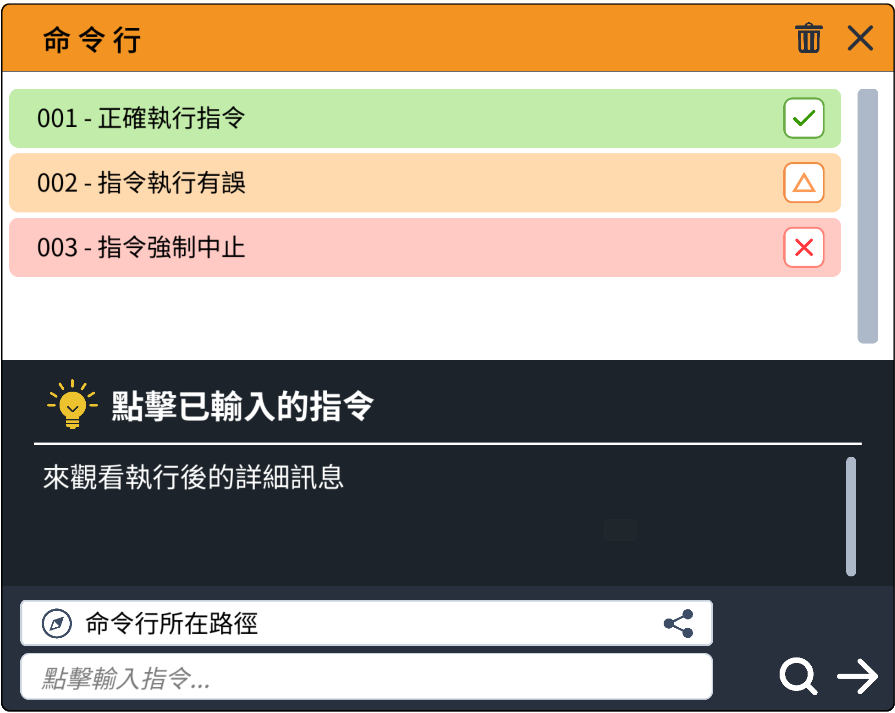 命令行
001 - 正確執行指令
002 - 指令執行有誤
003 - 指令強制中止
點擊已輸入的指令
來觀看執行後的詳細訊息
命令行所在路徑
點擊輸入指令...